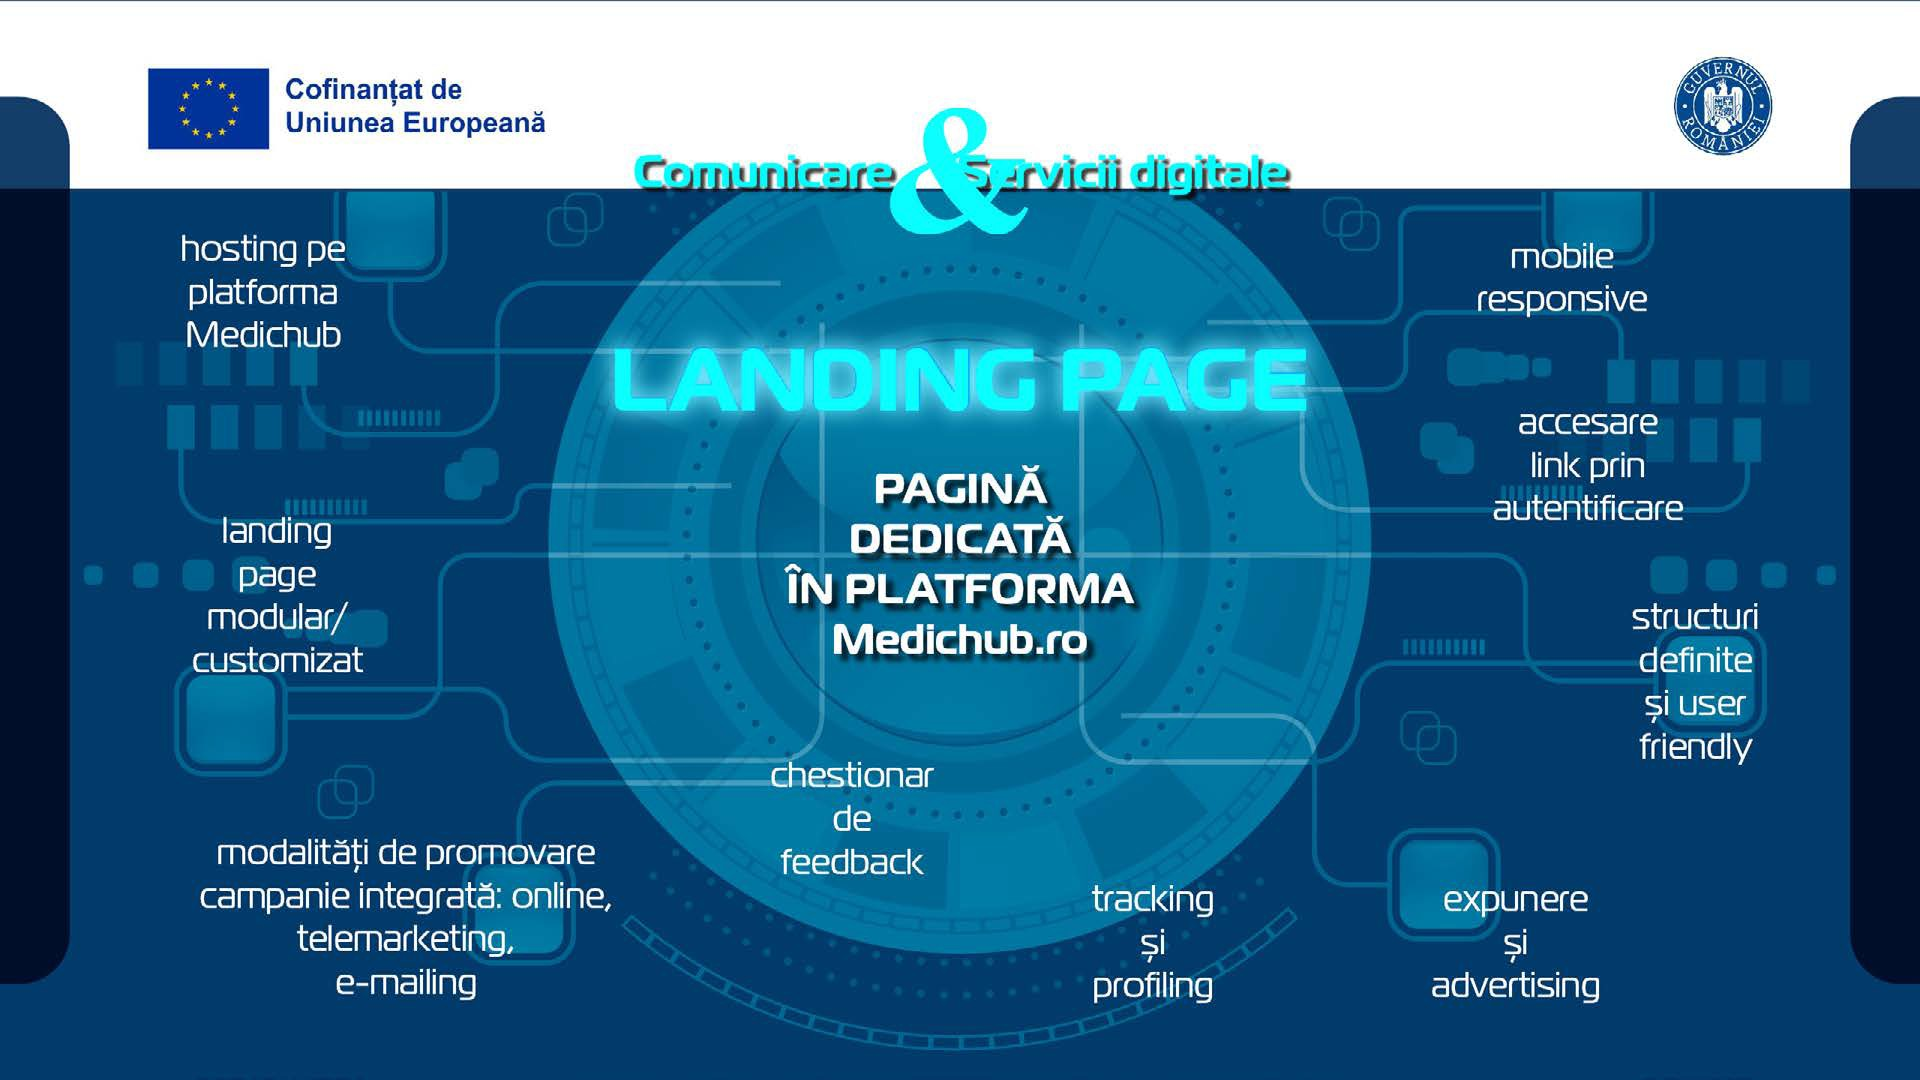 Cofinanțat de
Uniunea Europeană
GUVERNUL ROMÂNIEI
Comunicare & Servicii digitale
hosting pe
platforma
Medichub
mobile
responsive
LANDING PAGE
accesare
link prin
autentificare
PAGINĂ
DEDICATĂ
ÎN PLATFORMA
Medichub.ro
landing
page
modular/
customizat
structuri
definite
și user
friendly
chestionar
de
feedback
modalități de promovare
campanie integrată: online,
telemarketing,
e-mailing
tracking
și
profiling
expunere
și
advertising